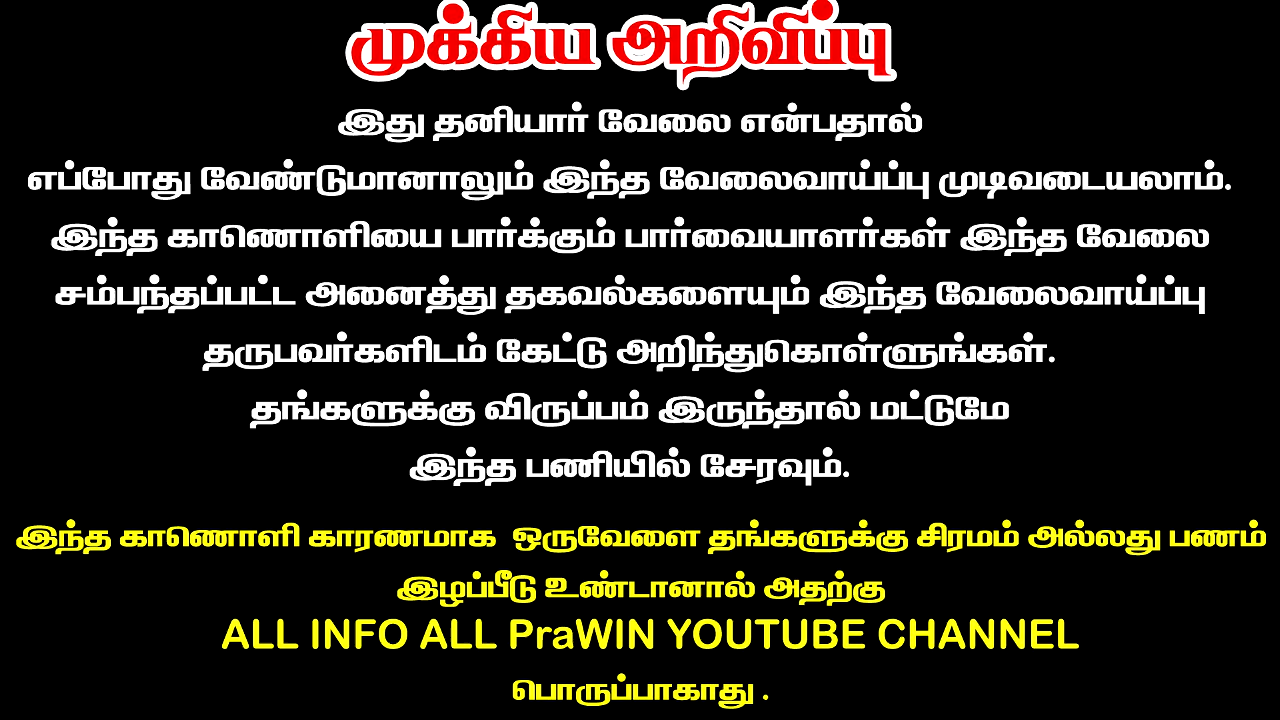 முக்கிய அறிவிப்பு
இது தனியார் வேலை என்பதால்
எப்போது வேண்டுமானாலும் இந்த வேலைவாய்ப்பு முடிவடையலாம்.
இந்த காணொளியை பார்க்கும் பார்வையாளர்கள் இந்த வேலை
சம்பந்தப்பட்ட அனைத்து தகவல்களையும் இந்த வேலைவாய்ப்பு
தருபவர்களிடம் கேட்டு அறிந்துகொள்ளுங்கள்.
தங்களுக்கு விருப்பம் இருந்தால் மட்டுமே
இந்த பணியில் சேரவும்.
இந்த காணொளி காரணமாக ஒருவேளை தங்களுக்கு சிரமம் அல்லது பணம்
இழப்பீடு உண்டானால் அதற்கு
ALL INFO ALL PraWIN YOUTUBE CHANNEL
பொருப்பாகாது .